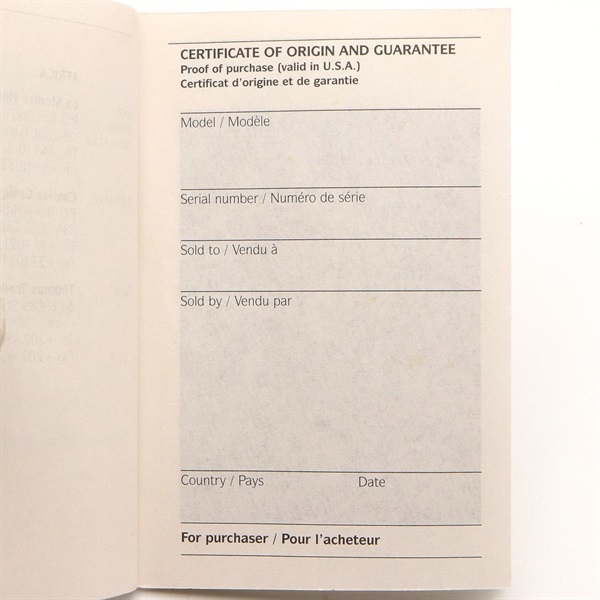 CERTIFICATE OF ORIGIN AND GUARANTEE
Proof of purchase (valid in U.S.A.)
Certificat d'origine et de garantie
Model / Modèle
Serial number / Numéro de série
Sold to / Vendu à
Sold by / Vendu par
Country / Pays Date
For purchaser / Pour l'acheteur